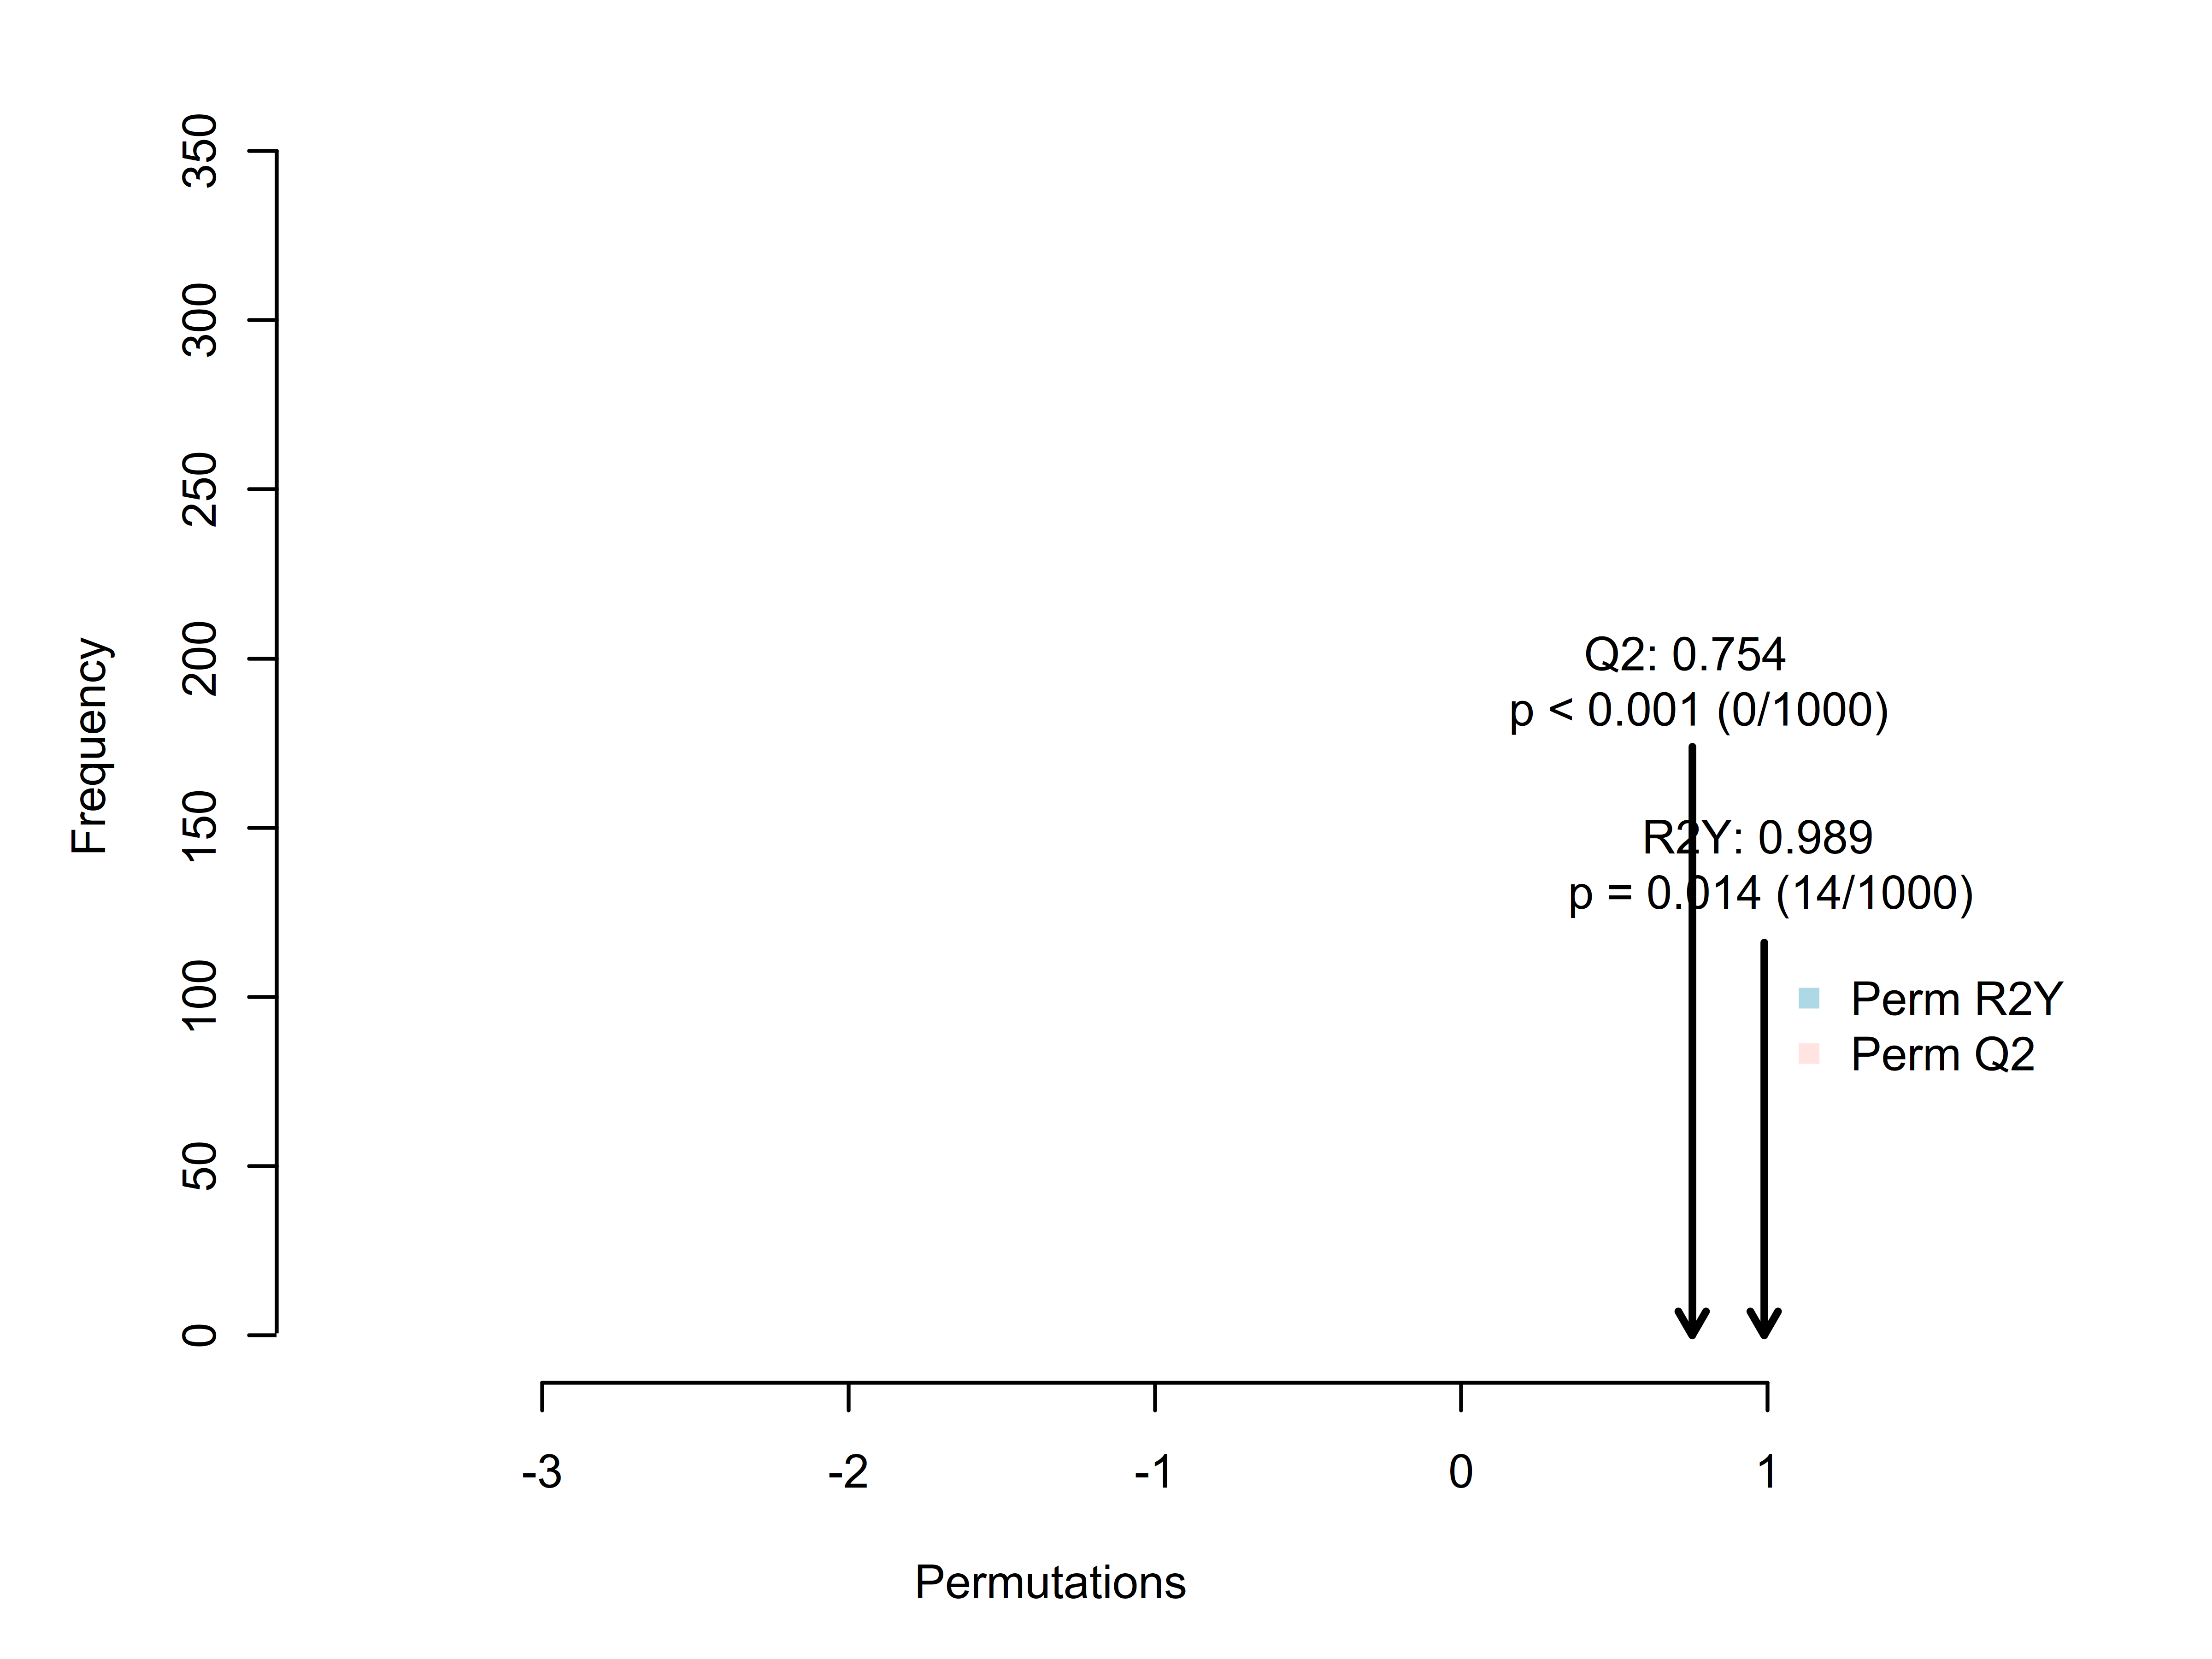 350
300
250
200
150
100
50
0
Frequency
Q2: 0.754
p < 0.001 (0/1000)
R2Y: 0.989
p = 0.014 (14/1000)
Perm R2Y
Perm Q2
-3
-2
-1
0
1
Permutations